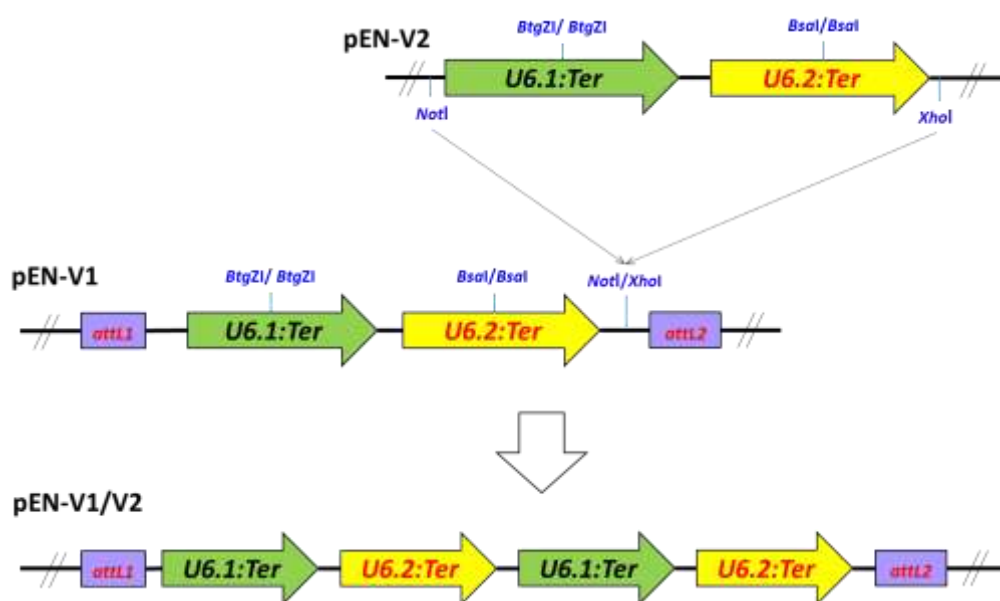 pEN-V2
BtgZI/ BtgZI
BsaI/BsaI
U6.1:Ter
U6.2:Ter
NotI
XhoI
pEN-V1
BtgZI/ BtgZI
BsaI/BsaI
NotI/XhoI
attL1
U6.1:Ter
U6.2:Ter
attL2
pEN-V1/V2
attL1
U6.1:Ter
U6.2:Ter
U6.1:Ter
U6.2:Ter
attL2